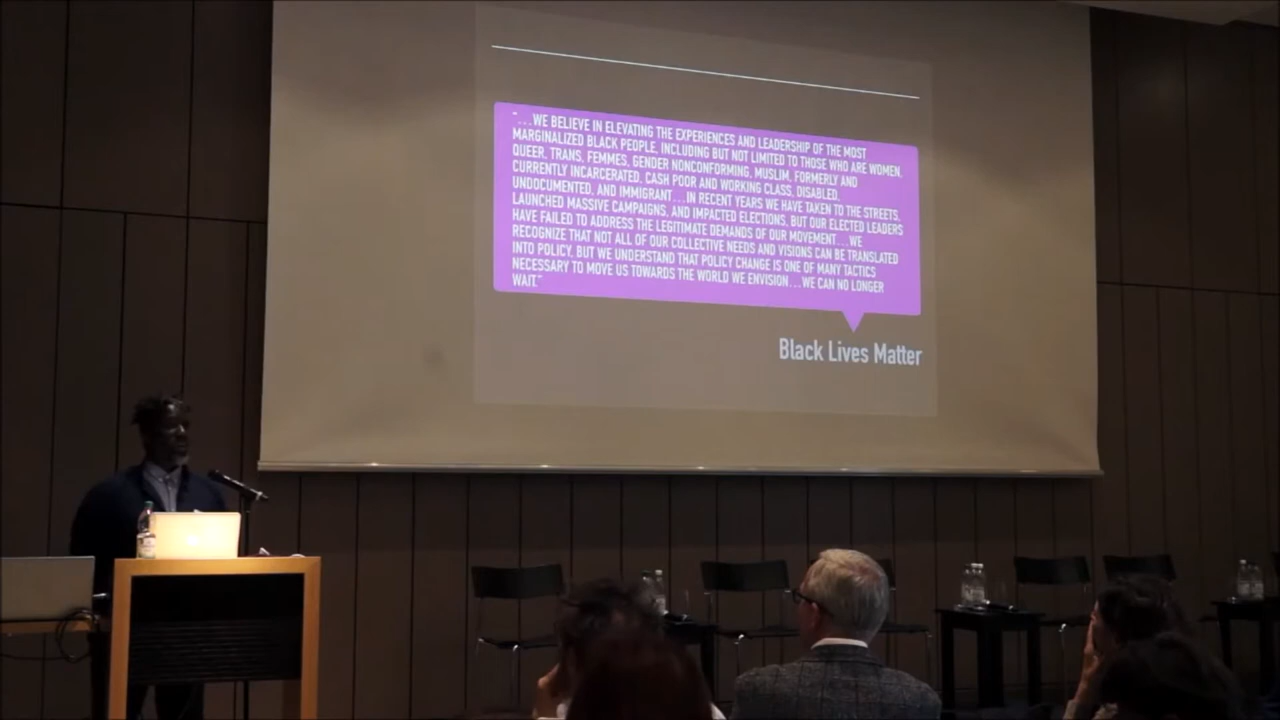 "...WE BELIEVE IN ELEVATING THE EXPERIENCES AND LEADERSHIP OF THE MOST
MARGINALIZED BLACK PEOPLE, INCLUDING BUT NOT LIMITED TO THOSE WHO ARE WOMEN,
QUEER, TRANS, FEMMES, GENDER NONCONFORMING, MUSLIM, FORMERLY AND
CURRENTLY INCARCERATED, CASH POOR AND WORKING CLASS, DISABLED,
UNDOCUMENTED, AND IMMIGRANT...IN RECENT YEARS WE HAVE TAKEN TO THE STREETS,
LAUNCHED MASSIVE CAMPAIGNS, AND IMPACTED ELECTIONS, BUT OUR ELECTED LEADERS
HAVE FAILED TO ADDRESS THE LEGITIMATE DEMANDS OF OUR MOVEMENT...WE
RECOGNIZE THAT NOT ALL OF OUR COLLECTIVE NEEDS AND VISIONS CAN BE TRANSLATED
INTO POLICY, BUT WE UNDERSTAND THAT POLICY CHANGE IS ONE OF MANY TACTICS
NECESSARY TO MOVE US TOWARDS THE WORLD WE ENVISION...WE CAN NO LONGER
WAIT."
Black Lives Matter